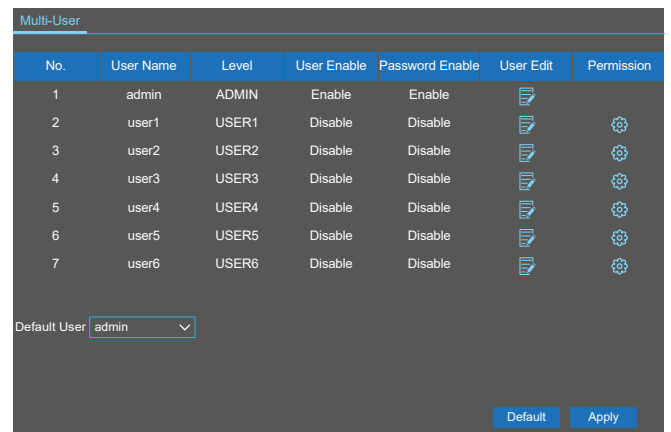 Multi-User
No. User Name Level User Enable Password Enable User Edit Permission
1 admin ADMIN Enable Enable
2 user1 USER1 Disable Disable
3 user2 USER2 Disable Disable
4 user3 USER3 Disable Disable
5 user4 USER4 Disable Disable
6 user5 USER5 Disable Disable
7 user6 USER6 Disable Disable
Default User admin
Default Apply